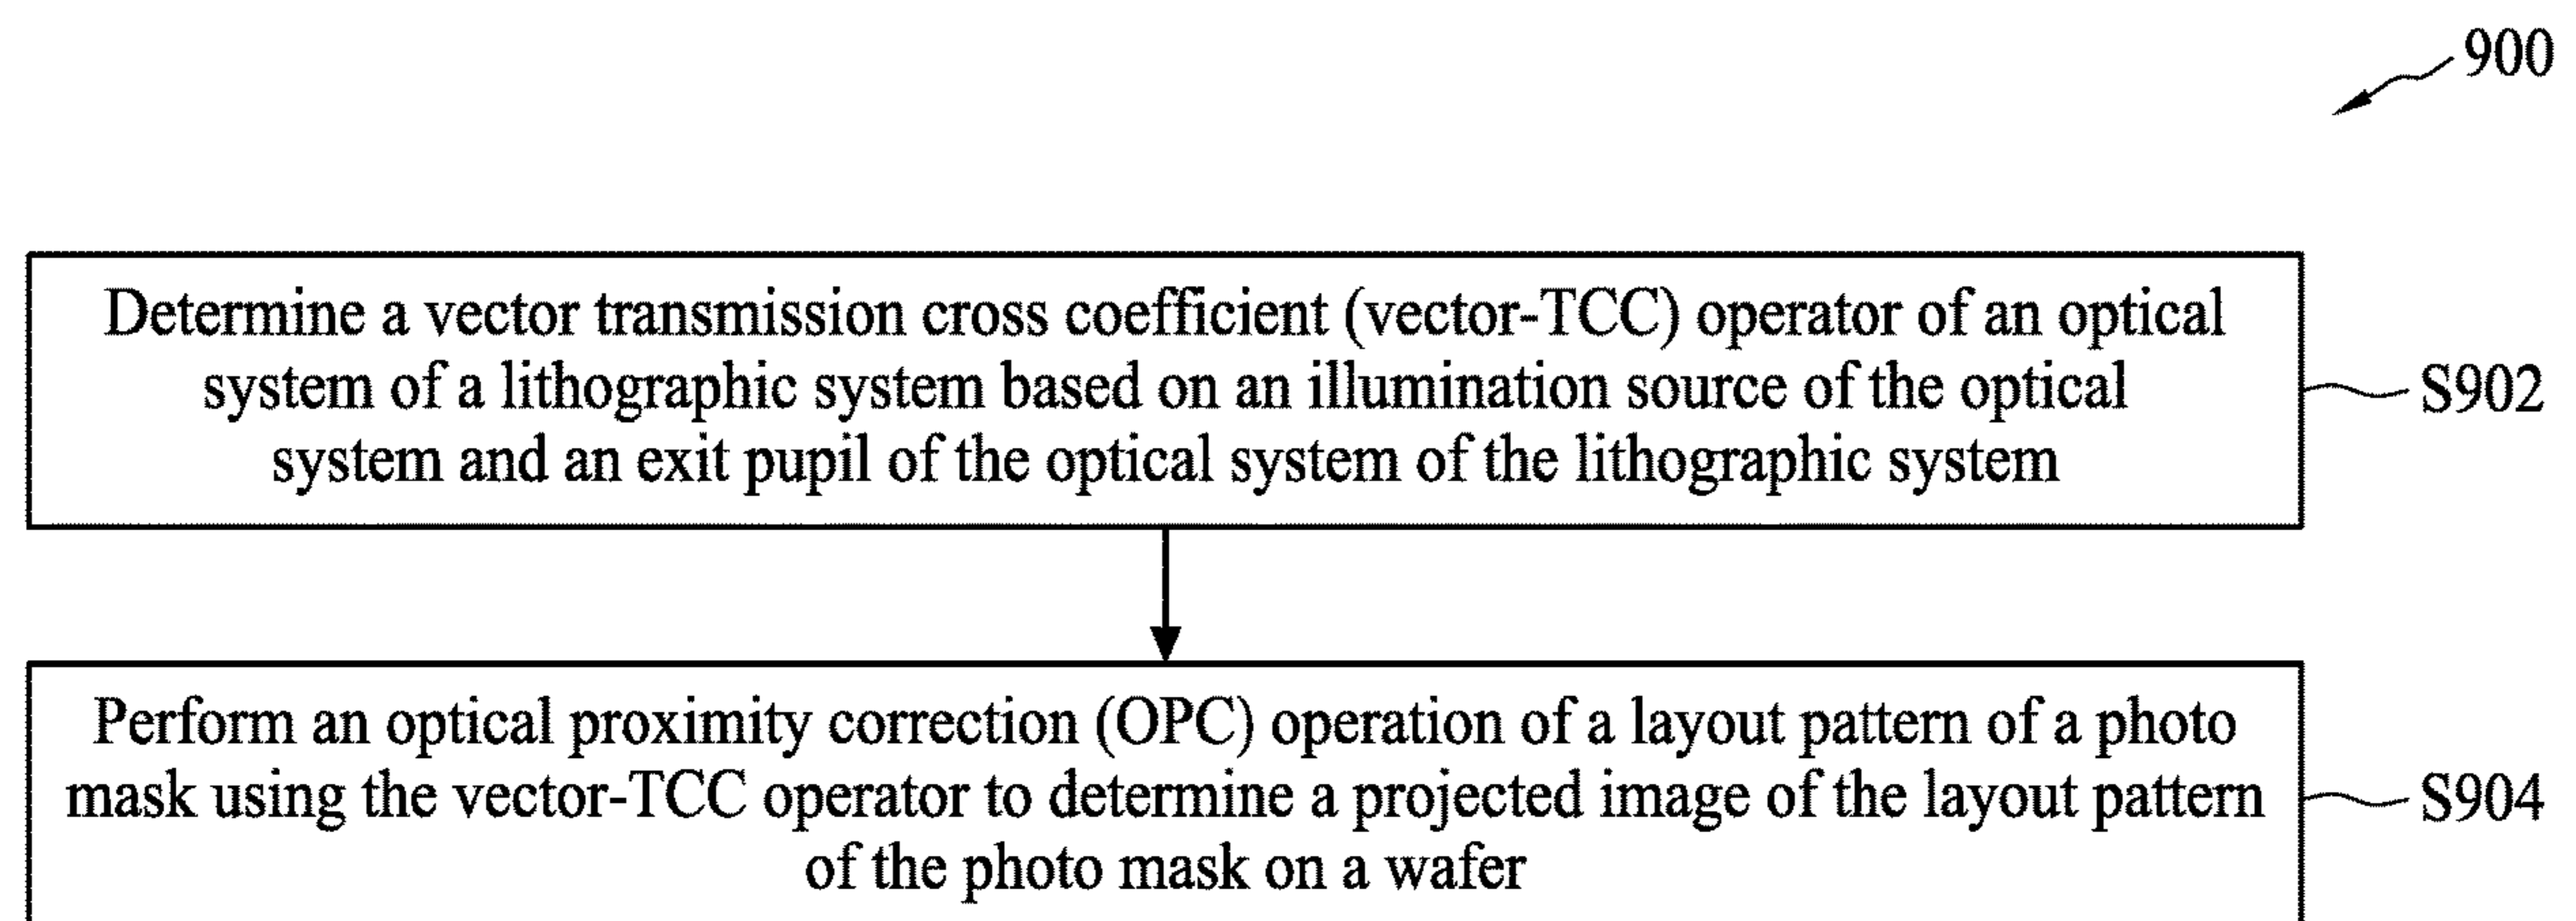 900
Determine a vector transmission cross coefficient (vector-TCC) operator of an optical
system of a lithographic system based on an illumination source of the optical
system and an exit pupil of the optical system of the lithographic system
S902
Perform an optical proximity correction (OPC) operation of a layout pattern of a photo
mask using the vector-TCC operator to determine a projected image of the layout pattern
of the photo mask on a wafer
S904